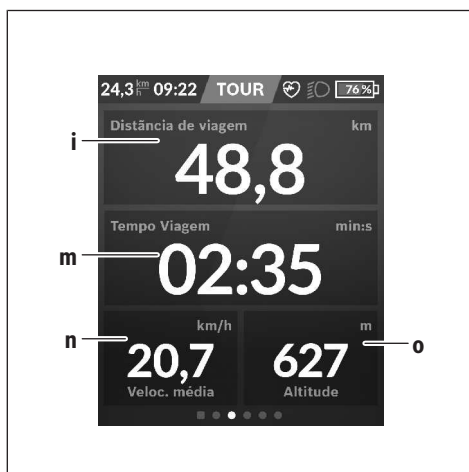 24,3 km/h 09:22 TOUR 76 %
Distância de viagem km
i
48,8
Tempo Viagem min:s
m
02:35
km/h m
n
o
20,7 627
Veloc. média Altitude